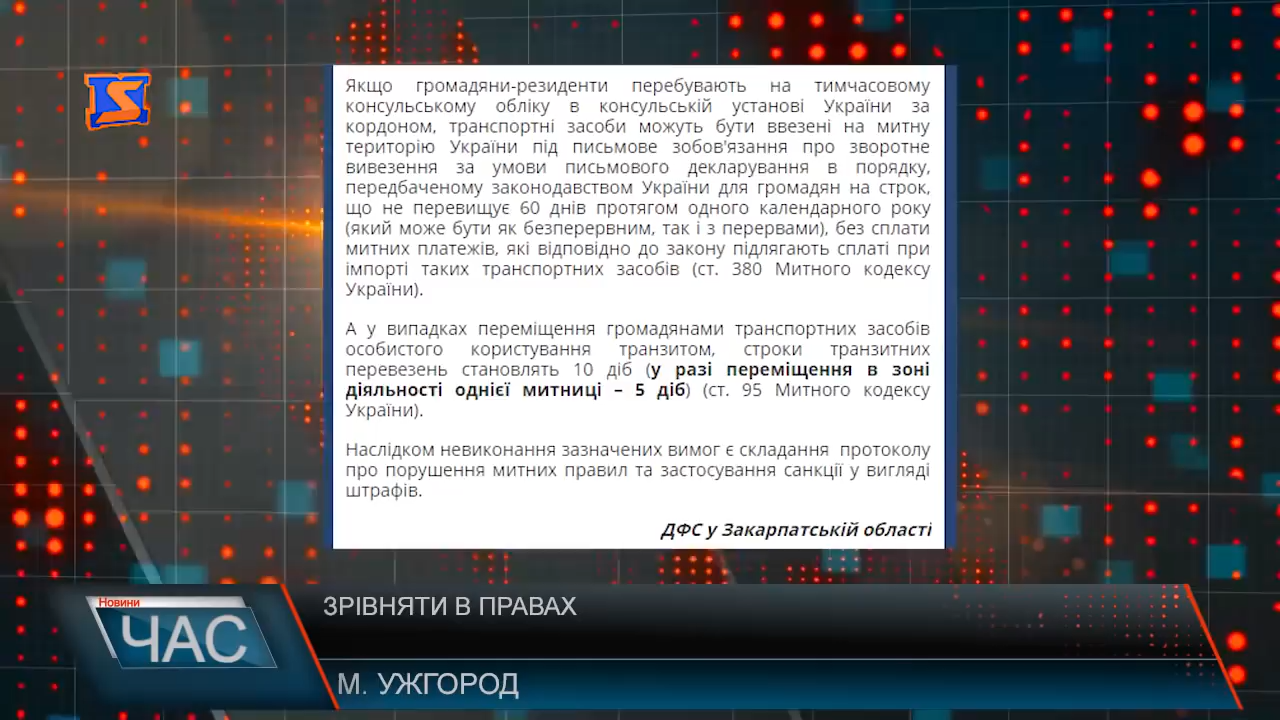 Якщо громадяни-резиденти перебувають на тимчасовому
консульському обліку в консульській установі України за
кордоном, транспортні засоби можуть бути ввезені на митну
територію України під письмове зобов'язання про зворотне
вивезення за умови письмового декларування в порядку,
передбаченому законодавством України для громадян на строк,
що не перевищує 60 днів протягом одного календарного року
(який може бути як безперервним, так і з перервами), без сплати
митних платежів, які відповідно до закону підлягають сплаті при
імпорті таких транспортних засобів (ст. 380 Митного кодексу
України).
А у випадках переміщення громадянами транспортних засобів
особистого користування транзитом, строки транзитних
перевезень становлять 10 діб (у разі переміщення в зоні
діяльності однієї митниці – 5 діб) (ст. 95 Митного кодексу
України).
Наслідком невиконання зазначених вимог є складання протоколу
про порушення митних правил та застосування санкції у вигляді
штрафів.
ДФС у Закарпатській області
Новини
ЧАС
ЗРІВНЯТИ В ПРАВАХ
М. УЖГОРОД